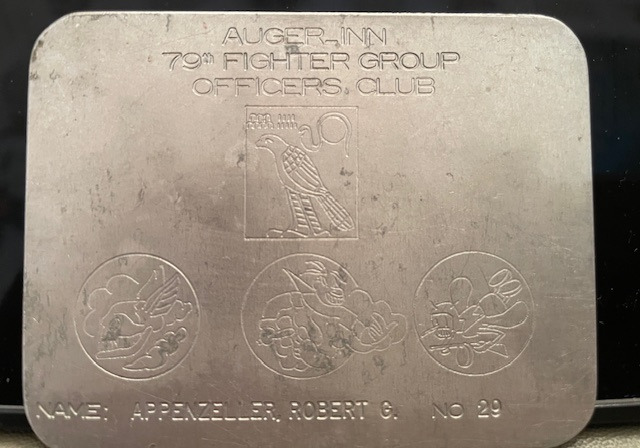 AUGER-INN
79th FIGHTER GROUP
OFFICERS CLUB
NAME: APPENZELLER, ROBERT G. NO 29